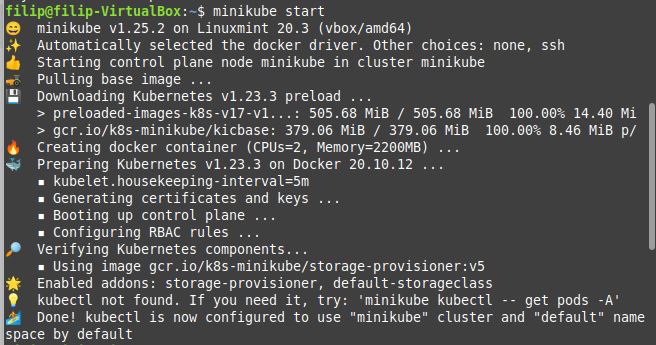 filip@filip-VirtualBox:~$ minikube start
😄 minikube v1.25.2 on Linuxmint 20.3 (vbox/amd64)
✨ Automatically selected the docker driver. Other choices: none, ssh
👍 Starting control plane node minikube in cluster minikube
🚜 Pulling base image ...
💾 Downloading Kubernetes v1.23.3 preload ...
> preloaded-images-k8s-v17-v1...: 505.68 MiB / 505.68 MiB 100.00% 14.40 Mi
> gcr.io/k8s-minikube/kicbase: 379.06 MiB / 379.06 MiB 100.00% 8.46 MiB p/
🔥 Creating docker container (CPUs=2, Memory=2200MB) ...
🐳 Preparing Kubernetes v1.23.3 on Docker 20.10.12 ...
▪ kubelet.housekeeping-interval=5m
▪ Generating certificates and keys ...
▪ Booting up control plane ...
▪ Configuring RBAC rules ...
🔎 Verifying Kubernetes components...
▪ Using image gcr.io/k8s-minikube/storage-provisioner:v5
🌟 Enabled addons: storage-provisioner, default-storageclass
💡 kubectl not found. If you need it, try: 'minikube kubectl -- get pods -A'
🏄 Done! kubectl is now configured to use "minikube" cluster and "default" name
space by default